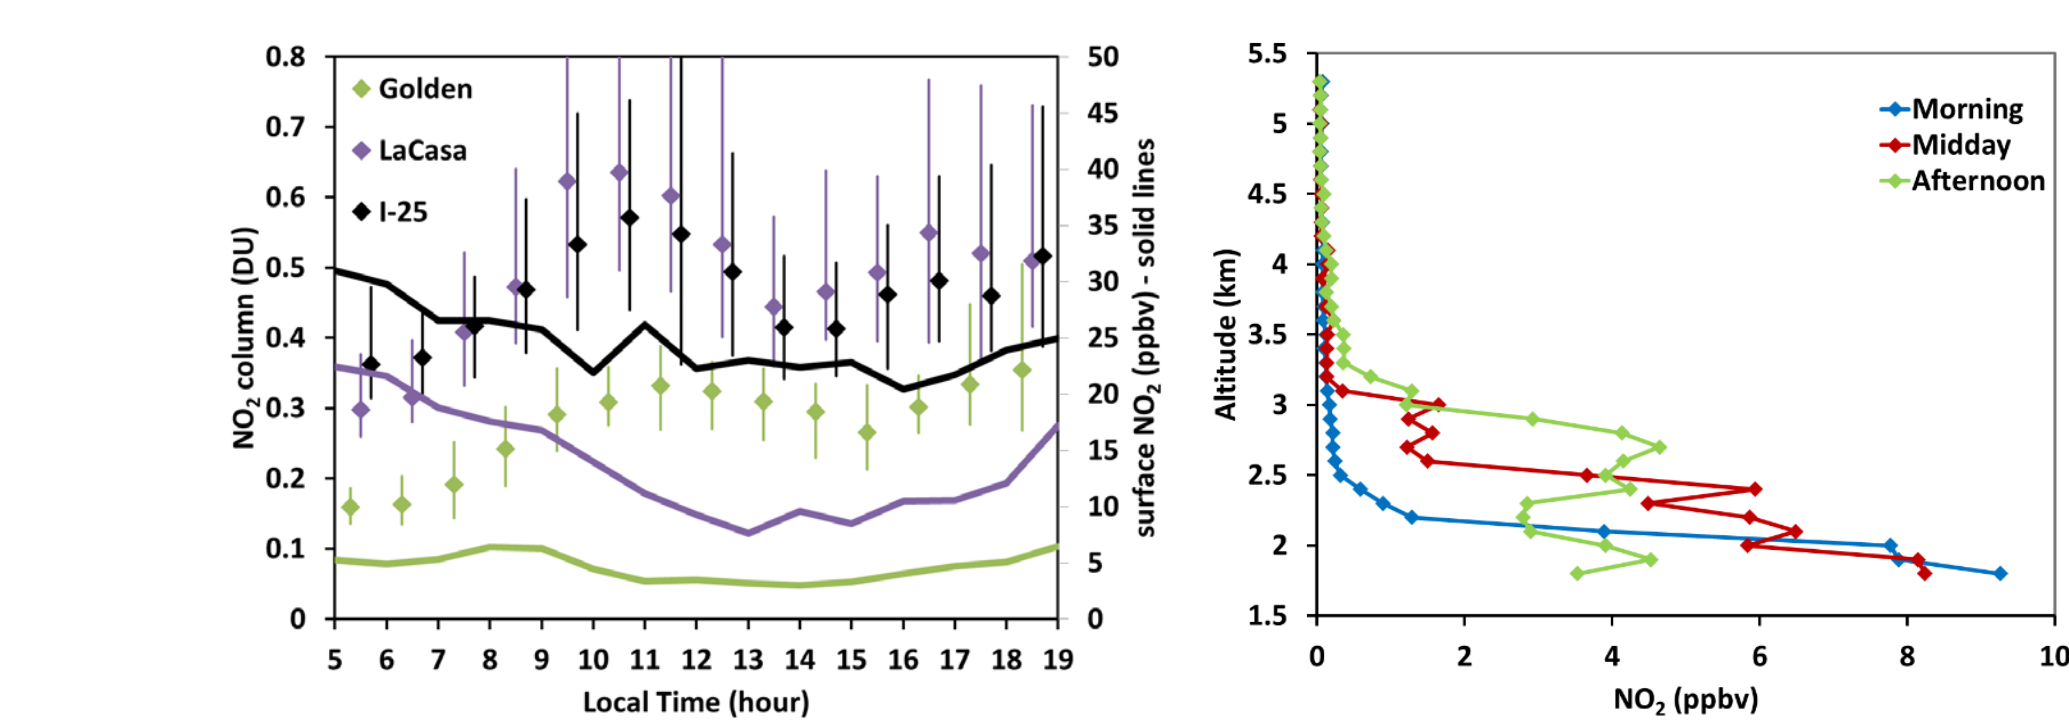 0.8
0.7
0.6
0.5
0.4
0.3
0.2
0.1
0
NO₂ column (DU)
Golden
LaCasa
I-25
50
45
40
35
30
25
20
15
10
5
0
surface NO₂ (ppbv) - solid lines
5 6 7 8 9 10 11 12 13 14 15 16 17 18 19
Local Time (hour)
5.5
5
4.5
4
3.5
3
2.5
2
1.5
Altitude (km)
Morning
Midday
Afternoon
0 2 4 6 8 10
NO₂ (ppbv)